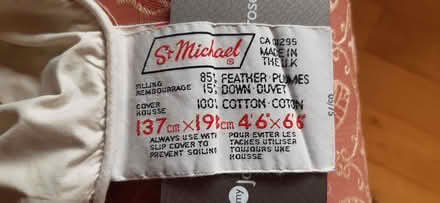 St Michael
®
CA 01295
MADE IN
THE U.K
FILLING
REMBOURRAGE
85% FEATHER·PLUMES
15% DOWN·DUVET
COVER
HOUSSE
100% COTTON·COTON
137cm×198cm 4'6"×6'6"
ALWAYS USE WITH
SLIP COVER TO
PREVENT SOILING
POUR EVITER LES
TACHES UTILISER
TOUJOURS UNE
HOUSSE